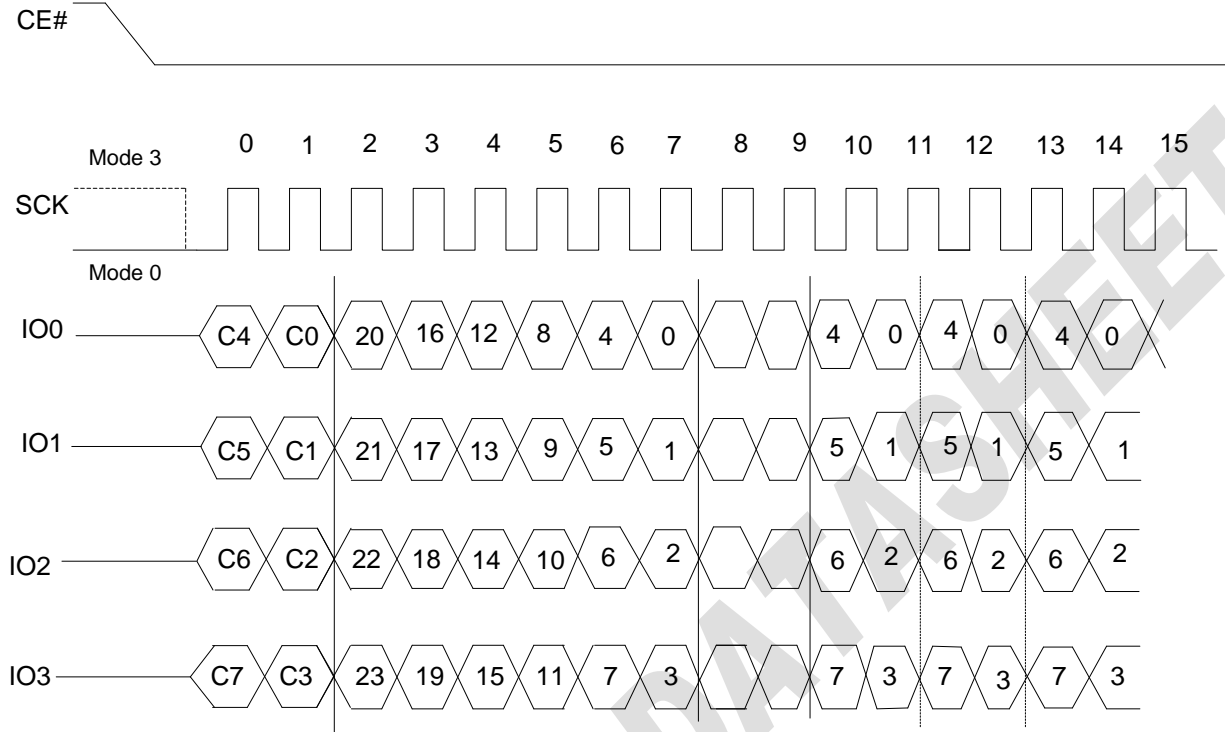 CE#
0 1 2 3 4 5 6 7 8 9 10 11 12 13 14 15
Mode 3
SCK
Mode 0
IO0 C4 C0 20 16 12 8 4 0 4 0 4 0 4 0
IO1 C5 C1 21 17 13 9 5 1 5 1 5 1 5 1
IO2 C6 C2 22 18 14 10 6 2 6 2 6 2 6 2
IO3 C7 C3 23 19 15 11 7 3 7 3 7 3 7 3
DATASHEET